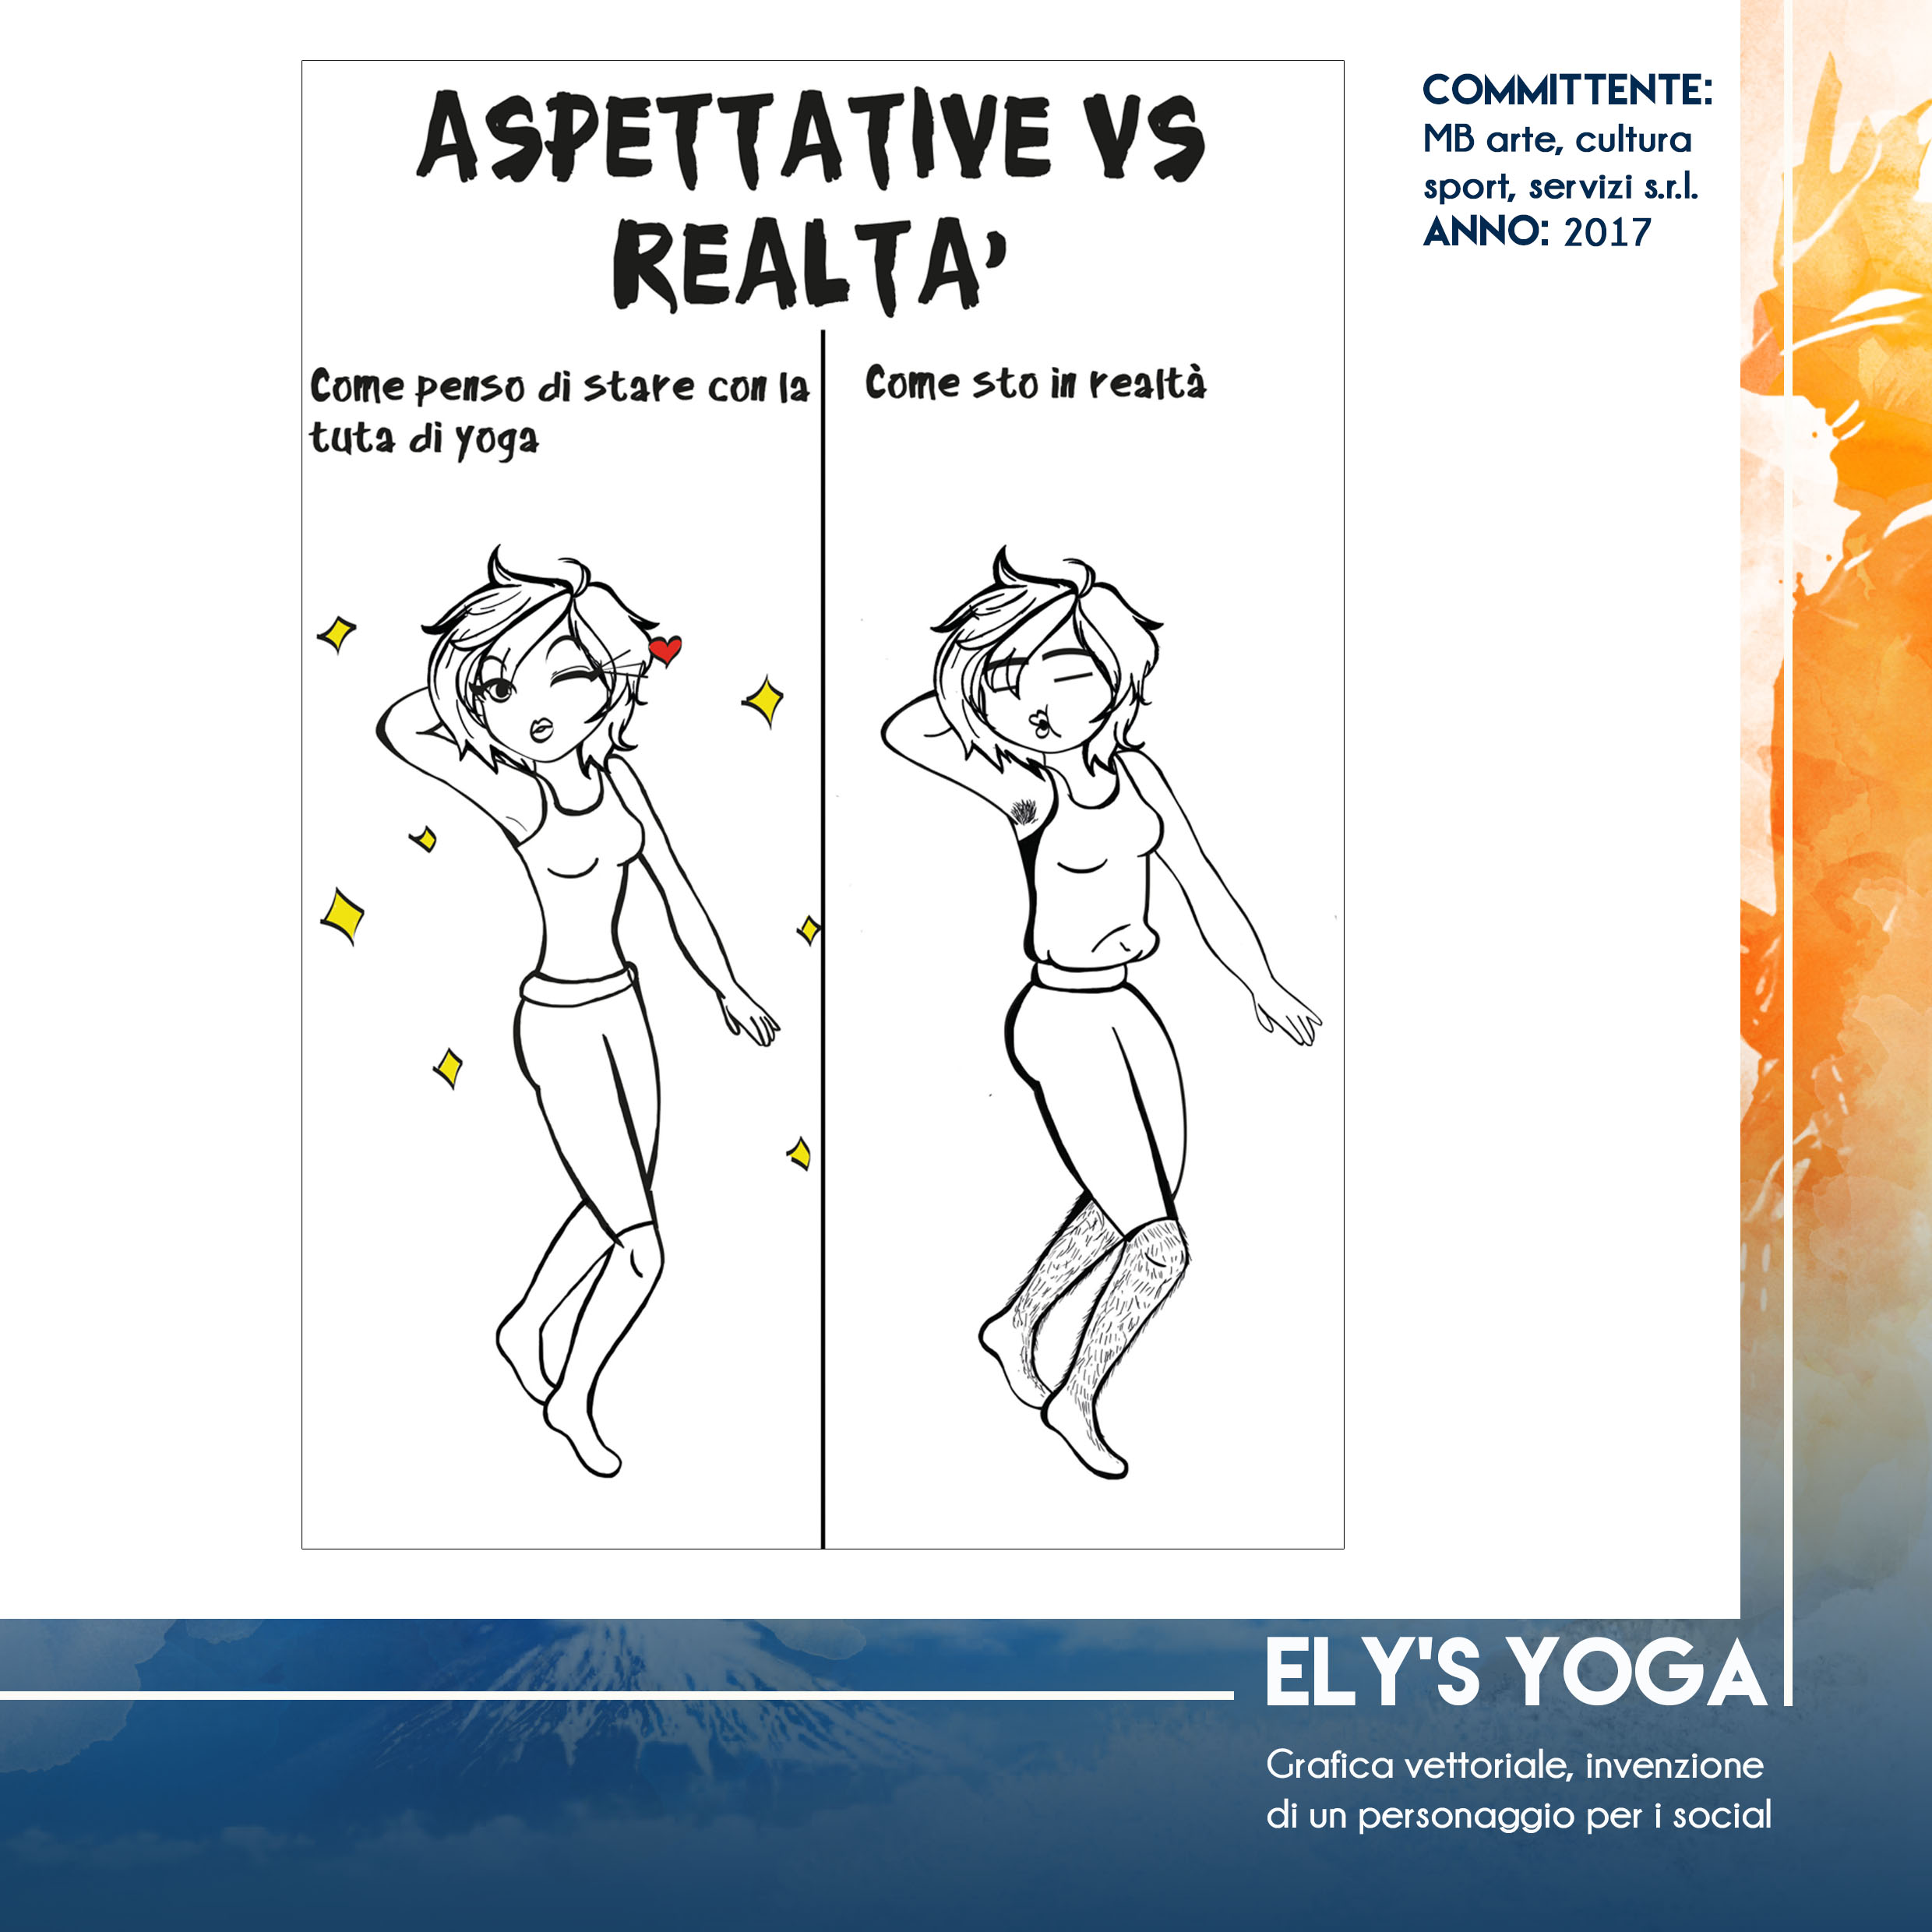 ASPETTATIVE VS
REALTA'
Come penso di stare con la
tuta di yoga
Come sto in realtà
COMMITTENTE:
MB arte, cultura
sport, servizi s.r.l.
ANNO: 2017
ELY'S YOGA
Grafica vettoriale, invenzione
di un personaggio per i social